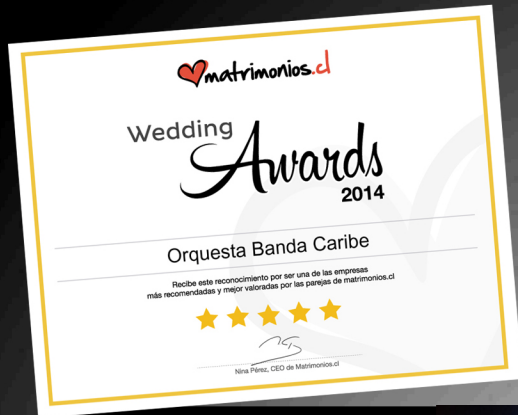 matrimonios.cl
Wedding
Awards
2014
Orquesta Banda Caribe
Recibe este reconocimiento por ser una de las empresas
más recomendadas y mejor valoradas por las parejas de matrimonios.cl
Nina Pérez, CEO de Matrimonios.cl